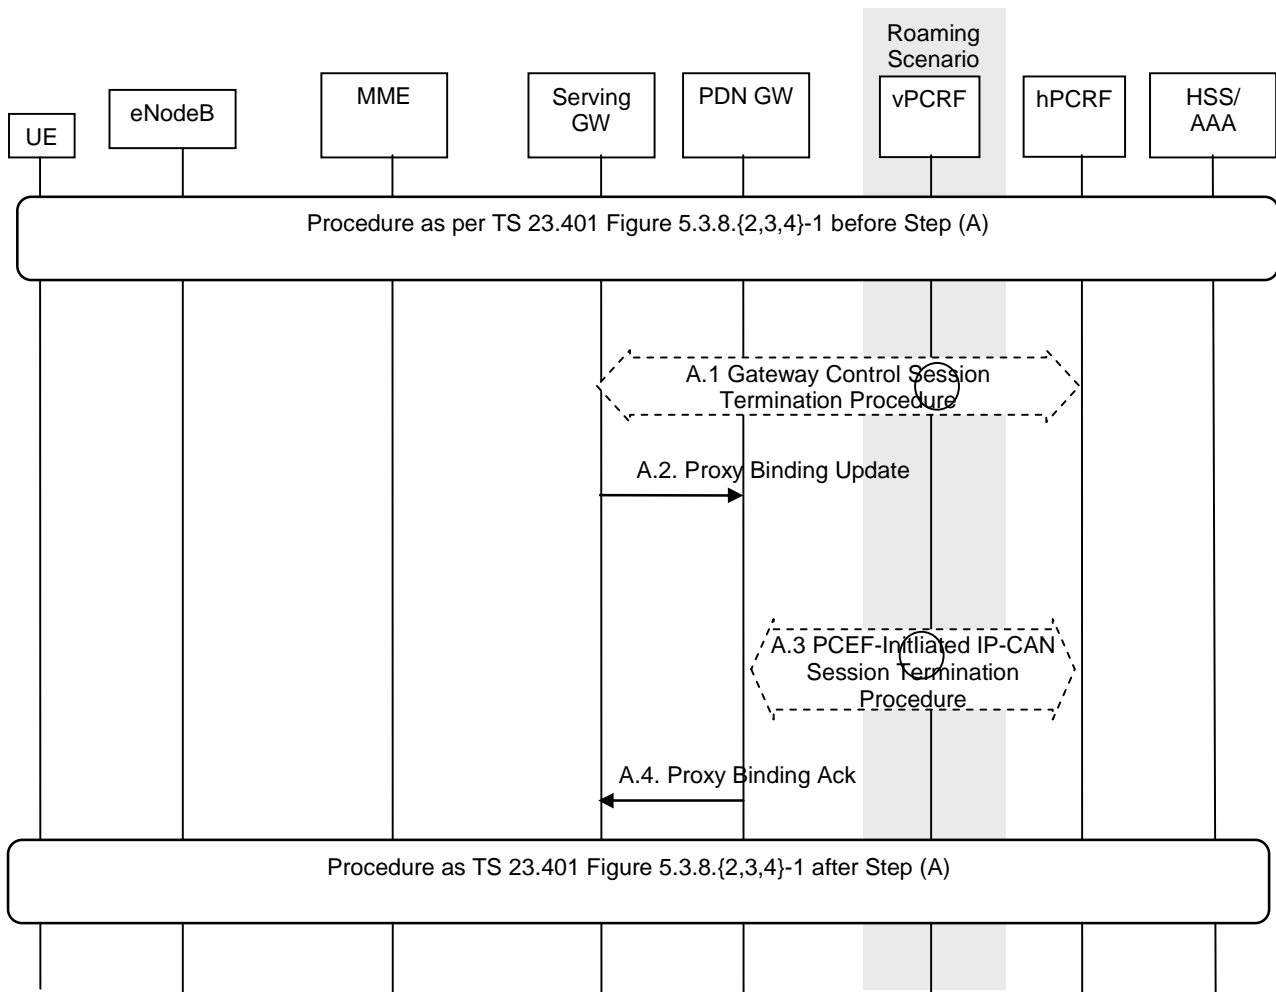 Roaming
Scenario
UE
eNodeB
MME
Serving
GW
PDN GW
vPCRF
hPCRF
HSS/
AAA
Procedure as per TS 23.401 Figure 5.3.8.{2,3,4}-1 before Step (A)
A.1 Gateway Control Session
Termination Procedure
A.2. Proxy Binding Update
A.3 PCEF-Initliated IP-CAN
Session Termination
Procedure
A.4. Proxy Binding Ack
Procedure as TS 23.401 Figure 5.3.8.{2,3,4}-1 after Step (A)